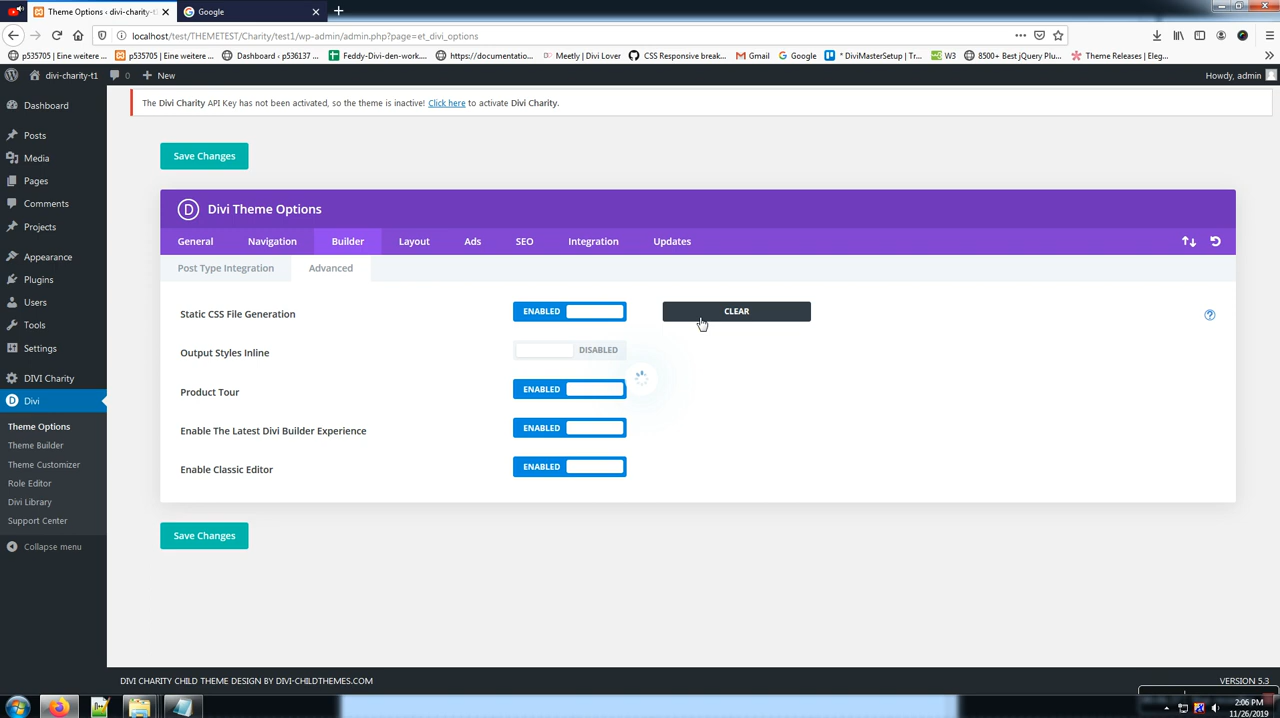 Theme Options ‹ divi-charity-t
Google
localhost/test/THEMETEST/Charity/test1/wp-admin/admin.php?page=et_divi_options
p535705 | Eine weitere ...
p535705 | Eine weitere ...
Dashboard ‹ p536137 ...
Feddy-Divi-den-work...
https://documentatio...
Meetly | Divi Lover
CSS Responsive break...
Gmail
Google
* DiviMasterSetup | Tr...
W3
8500+ Best jQuery Plu...
Theme Releases | Eleg...
divi-charity-t1
0
New
Howdy, admin
The Divi Charity API Key has not been activated, so the theme is inactive! Click here to activate Divi Charity.
Dashboard
Posts
Media
Pages
Comments
Projects
Appearance
Plugins
Users
Tools
Settings
DIVI Charity
Divi
Theme Options
Theme Builder
Theme Customizer
Role Editor
Divi Library
Support Center
Collapse menu
Save Changes
D Divi Theme Options
General Navigation Builder Layout Ads SEO Integration Updates
Post Type Integration Advanced
Static CSS File Generation ENABLED CLEAR ?
Output Styles Inline DISABLED
Product Tour ENABLED
Enable The Latest Divi Builder Experience ENABLED
Enable Classic Editor ENABLED
Save Changes
DIVI CHARITY CHILD THEME DESIGN BY DIVI-CHILDTHEMES.COM
VERSION 5.3
2:06 PM
11/26/2019